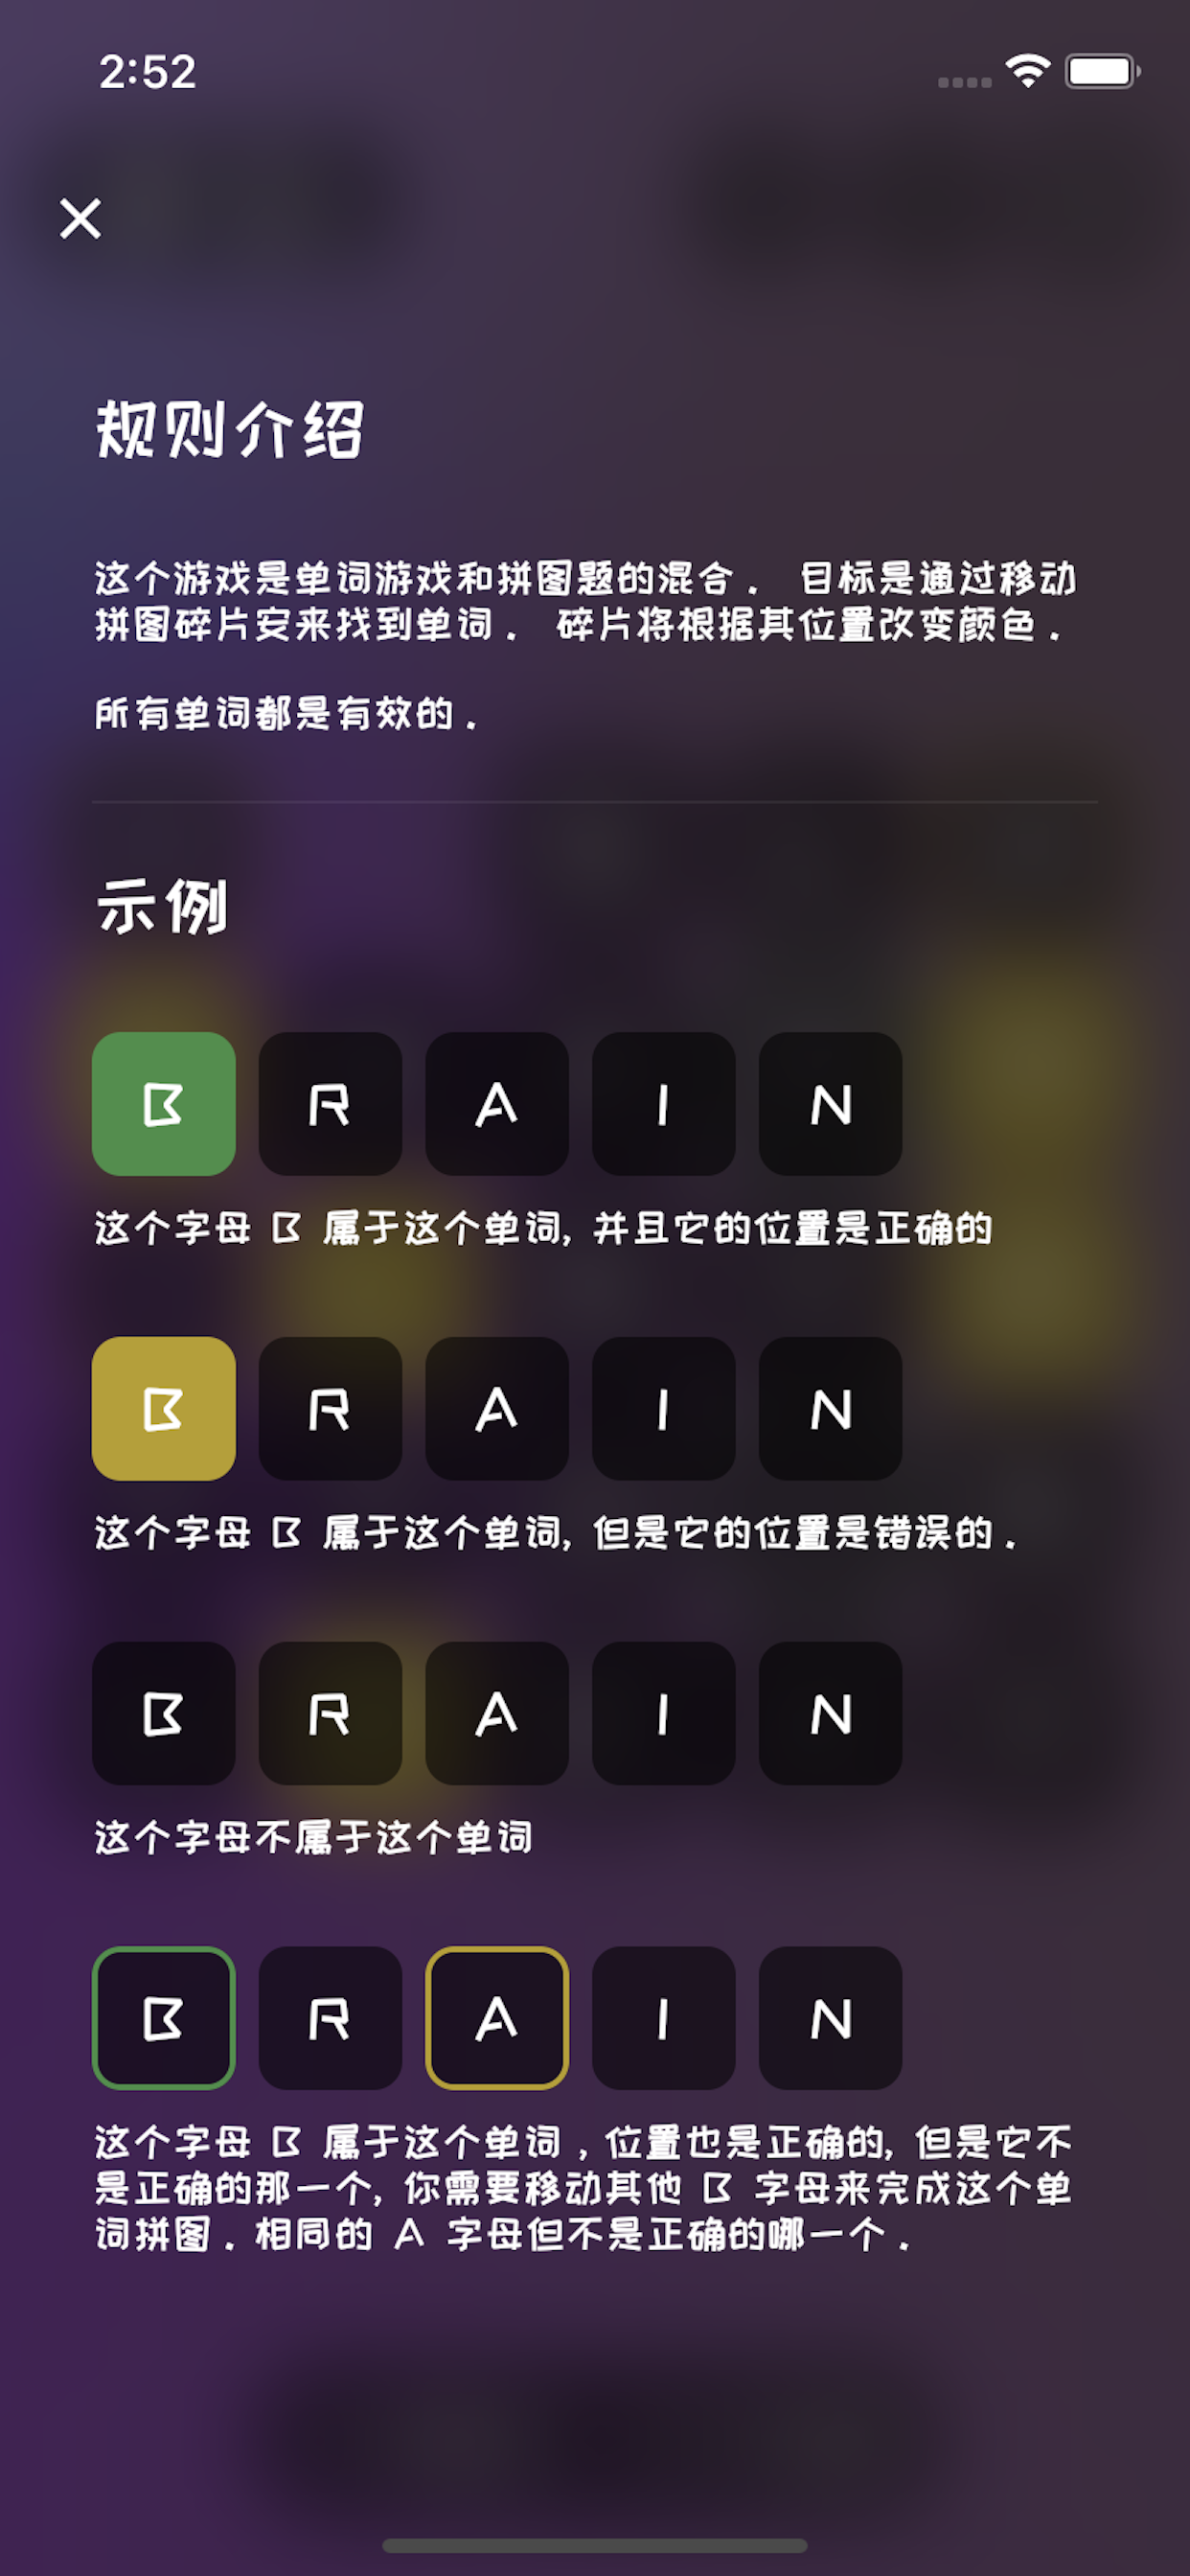 2:52
规则介绍
这个游戏是单词游戏和拼图题的混合． 目标是通过移动
拼图碎片安来找到单词． 碎片将根据其位置改变颜色．
所有单词都是有效的．
示例
B R A I N
这个字母 B 属于这个单词, 并且它的位置是正确的
B R A I N
这个字母 B 属于这个单词, 但是它的位置是错误的．
B R A I N
这个字母不属于这个单词
B R A I N
这个字母 B 属于这个单词 , 位置也是正确的, 但是它不
是正确的那一个, 你需要移动其他 B 字母来完成这个单
词拼图．相同的 A 字母但不是正确的哪一个．